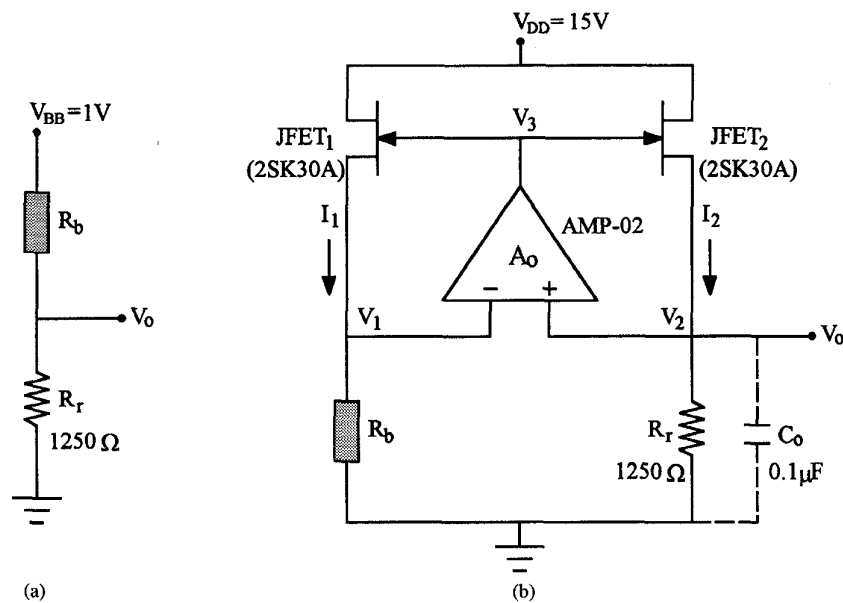 V_BB=1V
R_b
V_o
R_r
1250 Ω
(a)
V_DD=15V
JFET_1
(2SK30A)
V_3
JFET_2
(2SK30A)
I_1
AMP-02
I_2
A_o
− +
V_1
V_2
V_o
R_b
R_r
1250 Ω
C_o
0.1μF
(b)